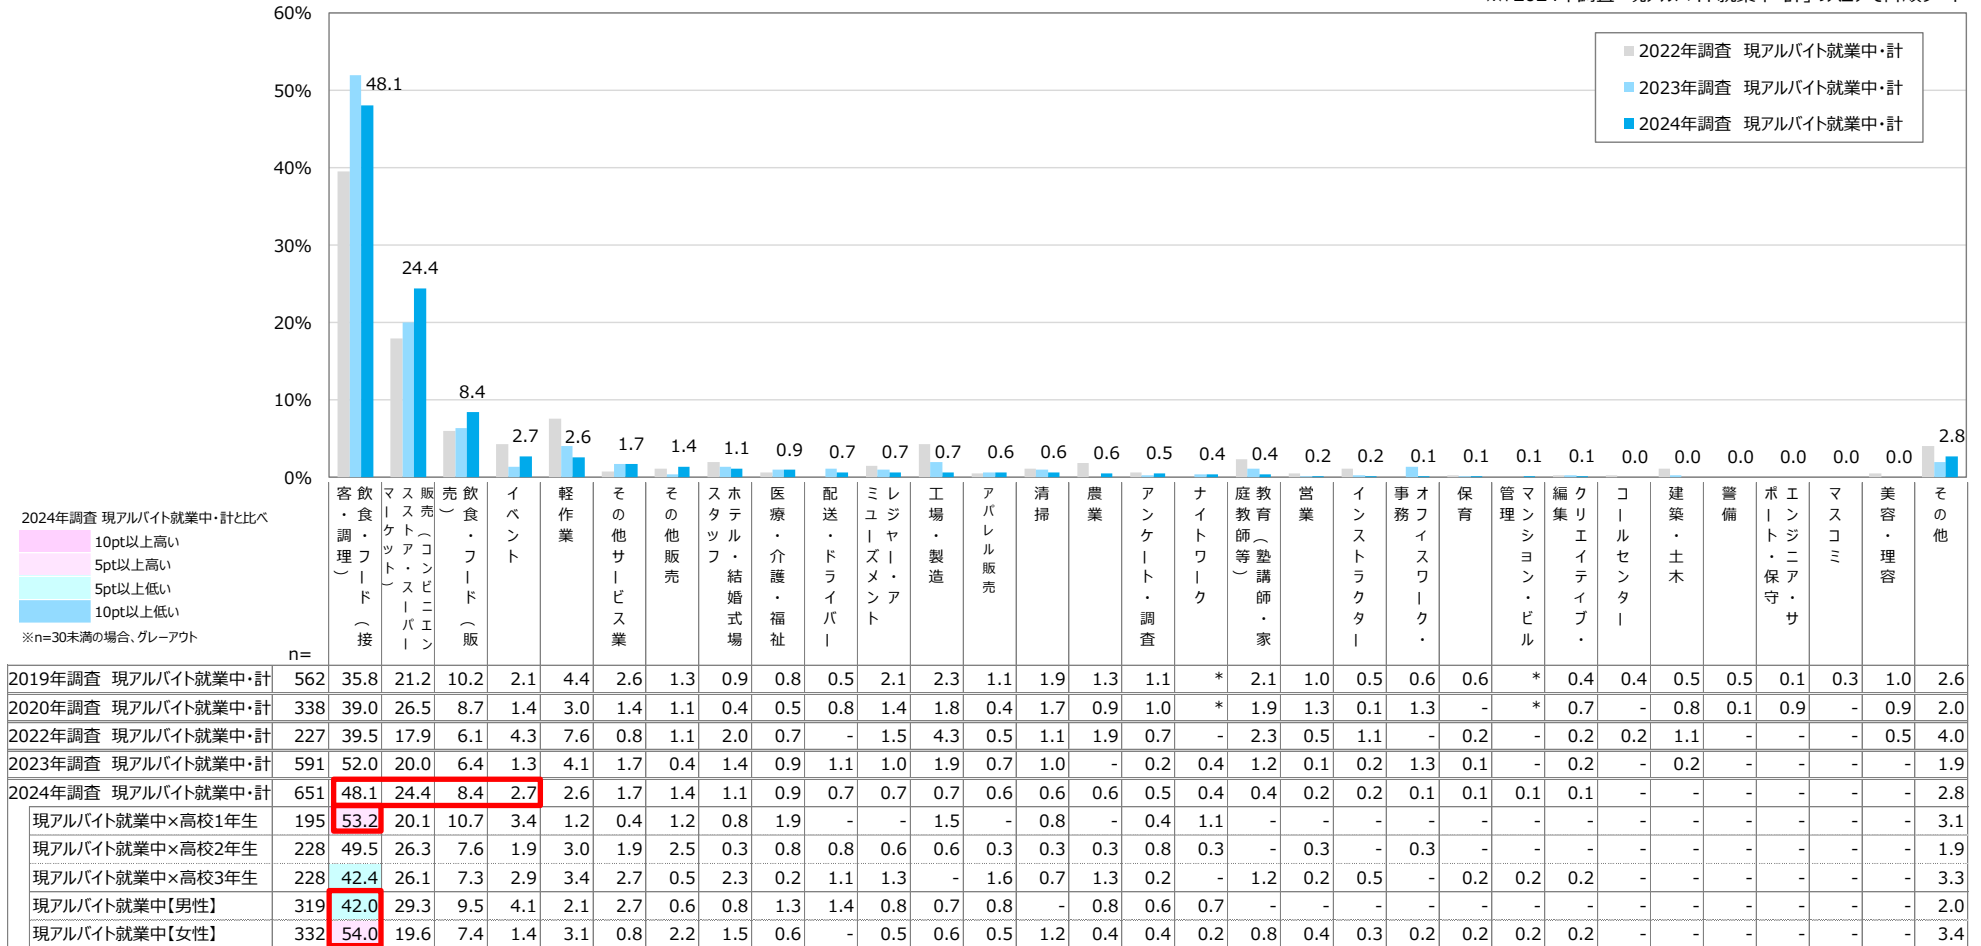 2022年調査 現アルバイト就業中・計
2023年調査 現アルバイト就業中・計
2024年調査 現アルバイト就業中・計
60%
50%
40%
30%
20%
10%
0%
48.1
24.4
8.4
2.7
2.6
1.7
1.4
1.1
0.9
0.7
0.7
0.7
0.6
0.6
0.6
0.5
0.4
0.4
0.2
0.2
0.1
0.1
0.1
0.1
0.0
0.0
0.0
0.0
0.0
0.0
2.8
2024年調査 現アルバイト就業中・計と比べ
10pt以上高い
5pt以上高い
5pt以上低い
10pt以上低い
※n=30未満の場合、グレーアウト
n=
飲食・フード（接客・調理）
販売（コンビニエンスストア・スーパーマーケット）
飲食・フード（販売）
イベント
軽作業
その他サービス業
その他販売
ホテル・結婚式場スタッフ
医療・介護・福祉
配送・ドライバー
レジャー・アミューズメント
工場・製造
アパレル販売
清掃
農業
アンケート・調査
ナイトワーク
教育（塾講師・家庭教師等）
営業
インストラクター
オフィスワーク・事務
保育
マンション・ビル管理
クリエイティブ・編集
コールセンター
建築・土木
警備
エンジニア・サポート・保守
マスコミ
美容・理容
その他
2019年調査 現アルバイト就業中・計 562 35.8 21.2 10.2 2.1 4.4 2.6 1.3 0.9 0.8 0.5 2.1 2.3 1.1 1.9 1.3 1.1 * 2.1 1.0 0.5 0.6 0.6 * 0.4 0.4 0.5 0.5 0.1 0.3 1.0 2.6
2020年調査 現アルバイト就業中・計 338 39.0 26.5 8.7 1.4 3.0 1.4 1.1 0.4 0.5 0.8 1.4 1.8 0.4 1.7 0.9 1.0 * 1.9 1.3 0.1 1.3 - * 0.7 - 0.8 0.1 0.9 - 0.9 2.0
2022年調査 現アルバイト就業中・計 227 39.5 17.9 6.1 4.3 7.6 0.8 1.1 2.0 0.7 - 1.5 4.3 0.5 1.1 1.9 0.7 - 2.3 0.5 1.1 - 0.2 - 0.2 0.2 1.1 - - - 0.5 4.0
2023年調査 現アルバイト就業中・計 591 52.0 20.0 6.4 1.3 4.1 1.7 0.4 1.4 0.9 1.1 1.0 1.9 0.7 1.0 - 0.2 0.4 1.2 0.1 0.2 1.3 0.1 - 0.2 - 0.2 - - - - 1.9
2024年調査 現アルバイト就業中・計 651 48.1 24.4 8.4 2.7 2.6 1.7 1.4 1.1 0.9 0.7 0.7 0.7 0.6 0.6 0.6 0.5 0.4 0.4 0.2 0.2 0.1 0.1 0.1 0.1 - - - - - - 2.8
現アルバイト就業中×高校1年生 195 53.2 20.1 10.7 3.4 1.2 0.4 1.2 0.8 1.9 - - 1.5 - 0.8 - 0.4 1.1 - - - - - - - - - - - - - 3.1
現アルバイト就業中×高校2年生 228 49.5 26.3 7.6 1.9 3.0 1.9 2.5 0.3 0.8 0.8 0.6 0.6 0.3 0.3 0.3 0.8 0.3 - 0.3 - 0.3 - - - - - - - - - 1.9
現アルバイト就業中×高校3年生 228 42.4 26.1 7.3 2.9 3.4 2.7 0.5 2.3 0.2 1.1 1.3 - 1.6 0.7 1.3 0.2 - 1.2 0.2 0.5 - 0.2 0.2 0.2 - - - - - - 3.3
現アルバイト就業中【男性】 319 42.0 29.3 9.5 4.1 2.1 2.7 0.6 0.8 1.3 1.4 0.8 0.7 0.8 - 0.8 0.6 0.7 - - - - - - - - - - - - - 2.0
現アルバイト就業中【女性】 332 54.0 19.6 7.4 1.4 3.1 0.8 2.2 1.5 0.6 - 0.5 0.6 0.5 1.2 0.4 0.4 0.2 0.8 0.4 0.3 0.2 0.2 0.2 0.2 - - - - - - 3.4